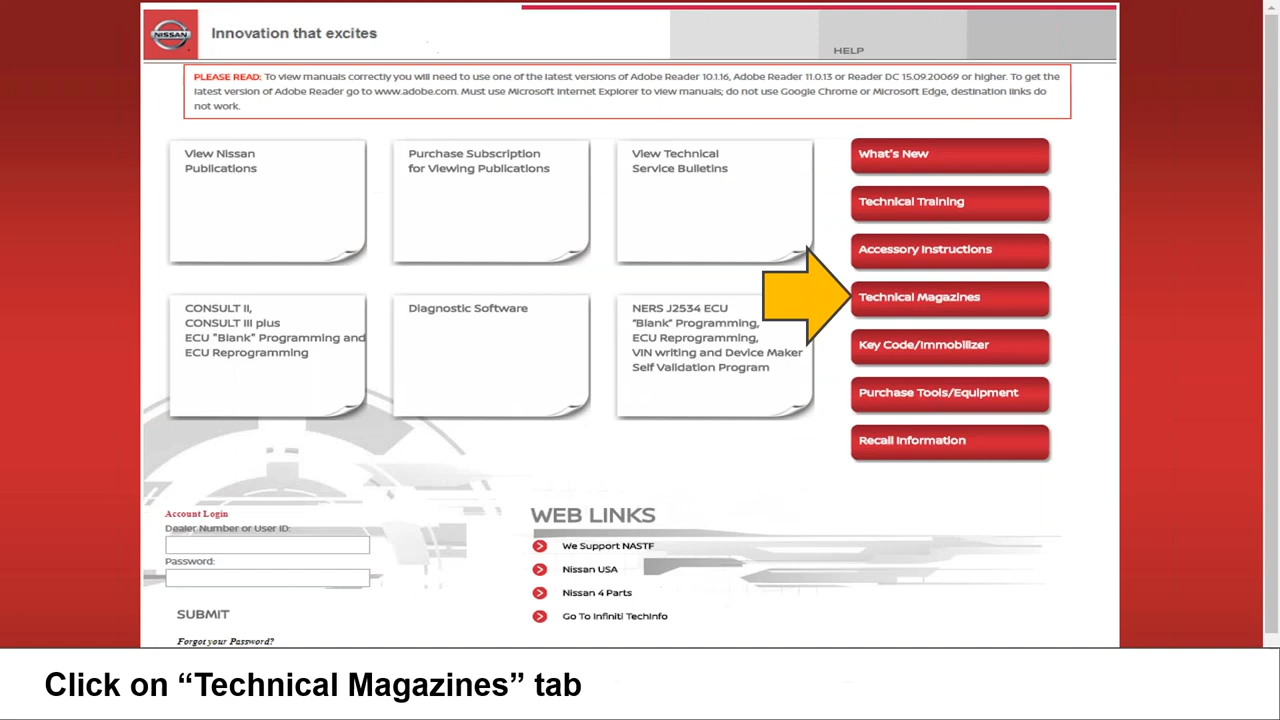 NISSAN
Innovation that excites
HELP
PLEASE READ: To view manuals correctly you will need to use one of the latest versions of Adobe Reader 10.1.16, Adobe Reader 11.0.13 or Reader DC 15.09.20069 or higher. To get the
latest version of Adobe Reader go to www.adobe.com. Must use Microsoft Internet Explorer to view manuals; do not use Google Chrome or Microsoft Edge, destination links do
not work.
View Nissan
Publications
Purchase Subscription
for Viewing Publications
View Technical
Service Bulletins
CONSULT II,
CONSULT III plus
ECU "Blank" Programming and
ECU Reprogramming
Diagnostic Software
NERS J2534 ECU
"Blank" Programming,
ECU Reprogramming,
VIN writing and Device Maker
Self Validation Program
What's New
Technical Training
Accessory Instructions
Technical Magazines
Key Code/Immobilizer
Purchase Tools/Equipment
Recall Information
Account Login
Dealer Number or User ID:
Password:
SUBMIT
Forgot your Password?
WEB LINKS
We Support NASTF
Nissan USA
Nissan 4 Parts
Go To Infiniti TechInfo
Click on “Technical Magazines” tab